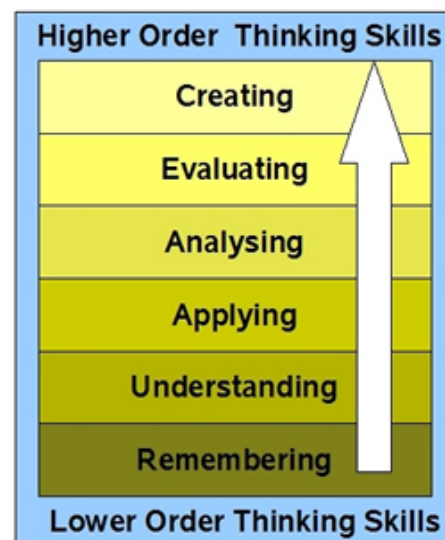 Higher Order Thinking Skills
Creating
Evaluating
Analysing
Applying
Understanding
Remembering
Lower Order Thinking Skills